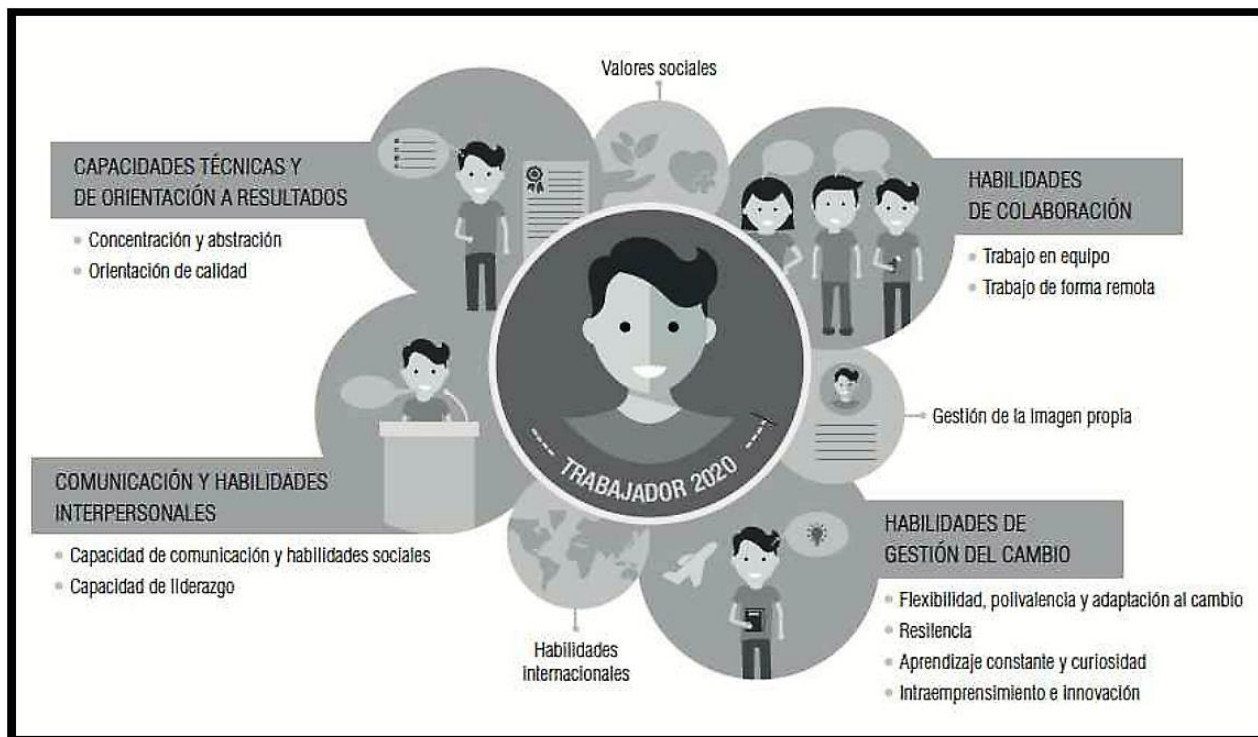 Valores sociales
CAPACIDADES TÉCNICAS Y
DE ORIENTACIÓN A RESULTADOS
• Concentración y abstración
• Orientación de calidad
HABILIDADES
DE COLABORACIÓN
• Trabajo en equipo
• Trabajo de forma remota
Gestión de la imagen propia
TRABAJADOR 2020
COMUNICACIÓN Y HABILIDADES
INTERPERSONALES
• Capacidad de comunicación y habilidades sociales
• Capacidad de liderazgo
HABILIDADES DE
GESTIÓN DEL CAMBIO
• Flexibilidad, polivalencia y adaptación al cambio
• Resilencia
• Aprendizaje constante y curiosidad
• Intraemprensimiento e innovación
Habilidades
internacionales